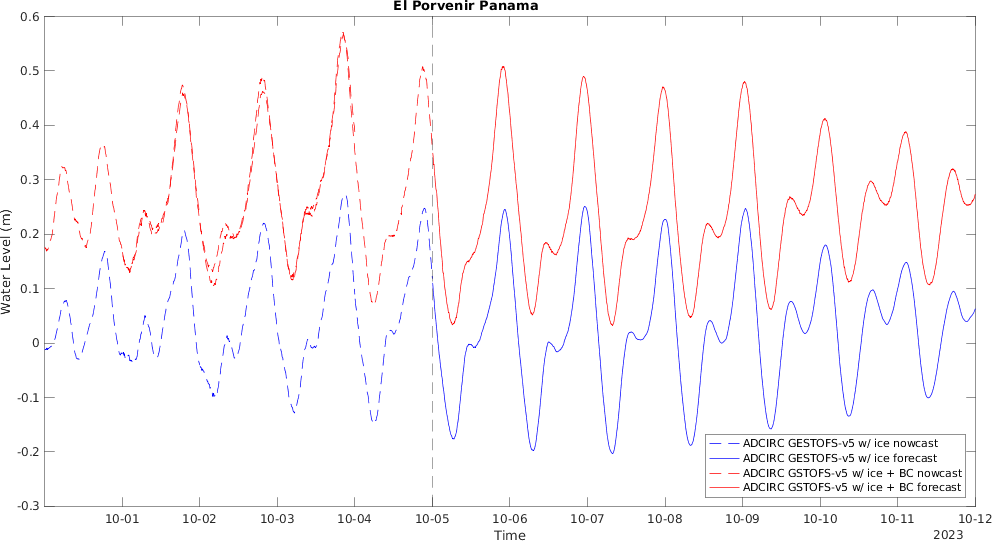 El Porvenir Panama
0.6
0.5
0.4
0.3
0.2
0.1
0
-0.1
-0.2
-0.3
Water Level (m)
ADCIRC GESTOFS-v5 w/ ice nowcast
ADCIRC GESTOFS-v5 w/ ice forecast
ADCIRC GSTOFS-v5 w/ ice + BC nowcast
ADCIRC GSTOFS-v5 w/ ice + BC forecast
10-01 10-02 10-03 10-04 10-05 10-06 10-07 10-08 10-09 10-10 10-11 10-12
Time
2023